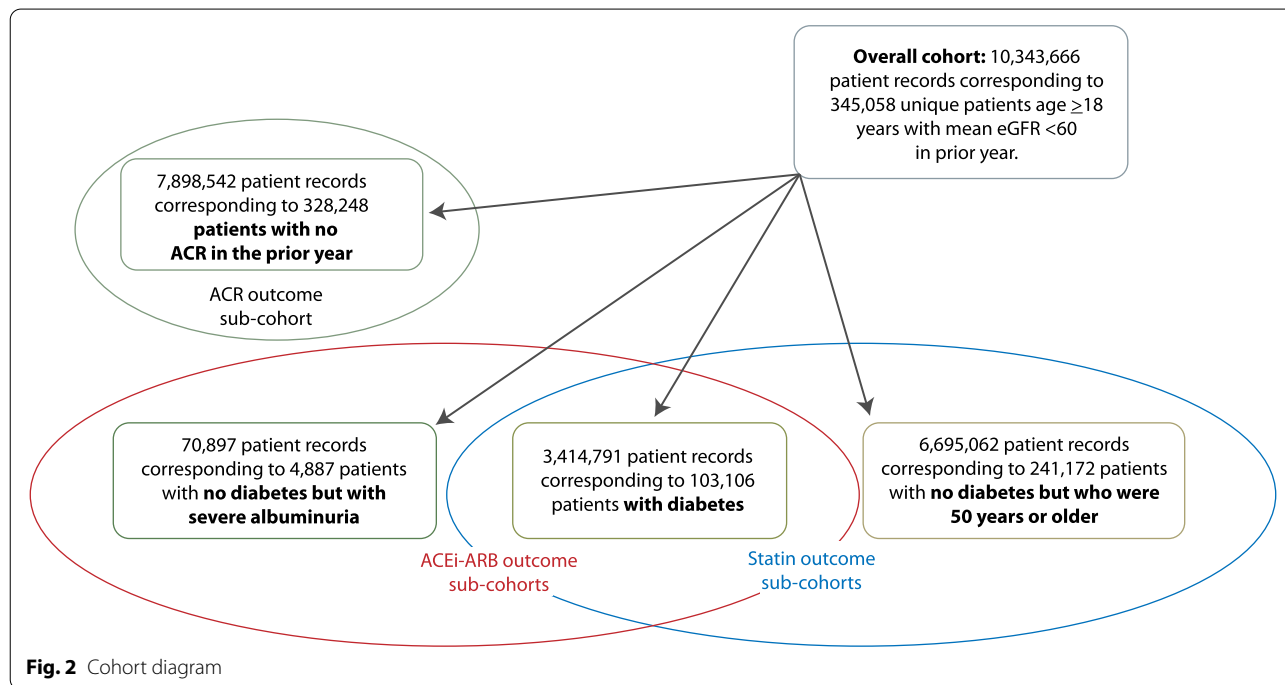 Overall cohort: 10,343,666
patient records corresponding to
345,058 unique patients age ≥18
years with mean eGFR <60
in prior year.
7,898,542 patient records
corresponding to 328,248
patients with no
ACR in the prior year
ACR outcome
sub-cohort
70,897 patient records
corresponding to 4,887 patients
with no diabetes but with
severe albuminuria
3,414,791 patient records
corresponding to 103,106
patients with diabetes
6,695,062 patient records
corresponding to 241,172 patients
with no diabetes but who were
50 years or older
ACEi-ARB outcome
sub-cohorts
Statin outcome
sub-cohorts
Fig. 2 Cohort diagram